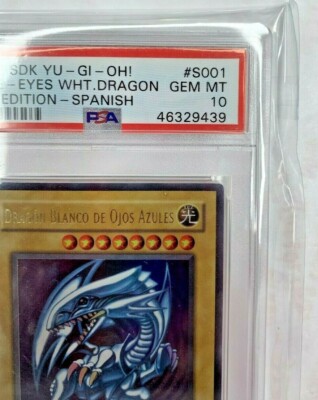 SDK YU-GI-OH! #S001
-EYES WHT.DRAGON GEM MT
EDITION-SPANISH 10
PSA 46329439
Dragón Blanco de Ojos Azules 光